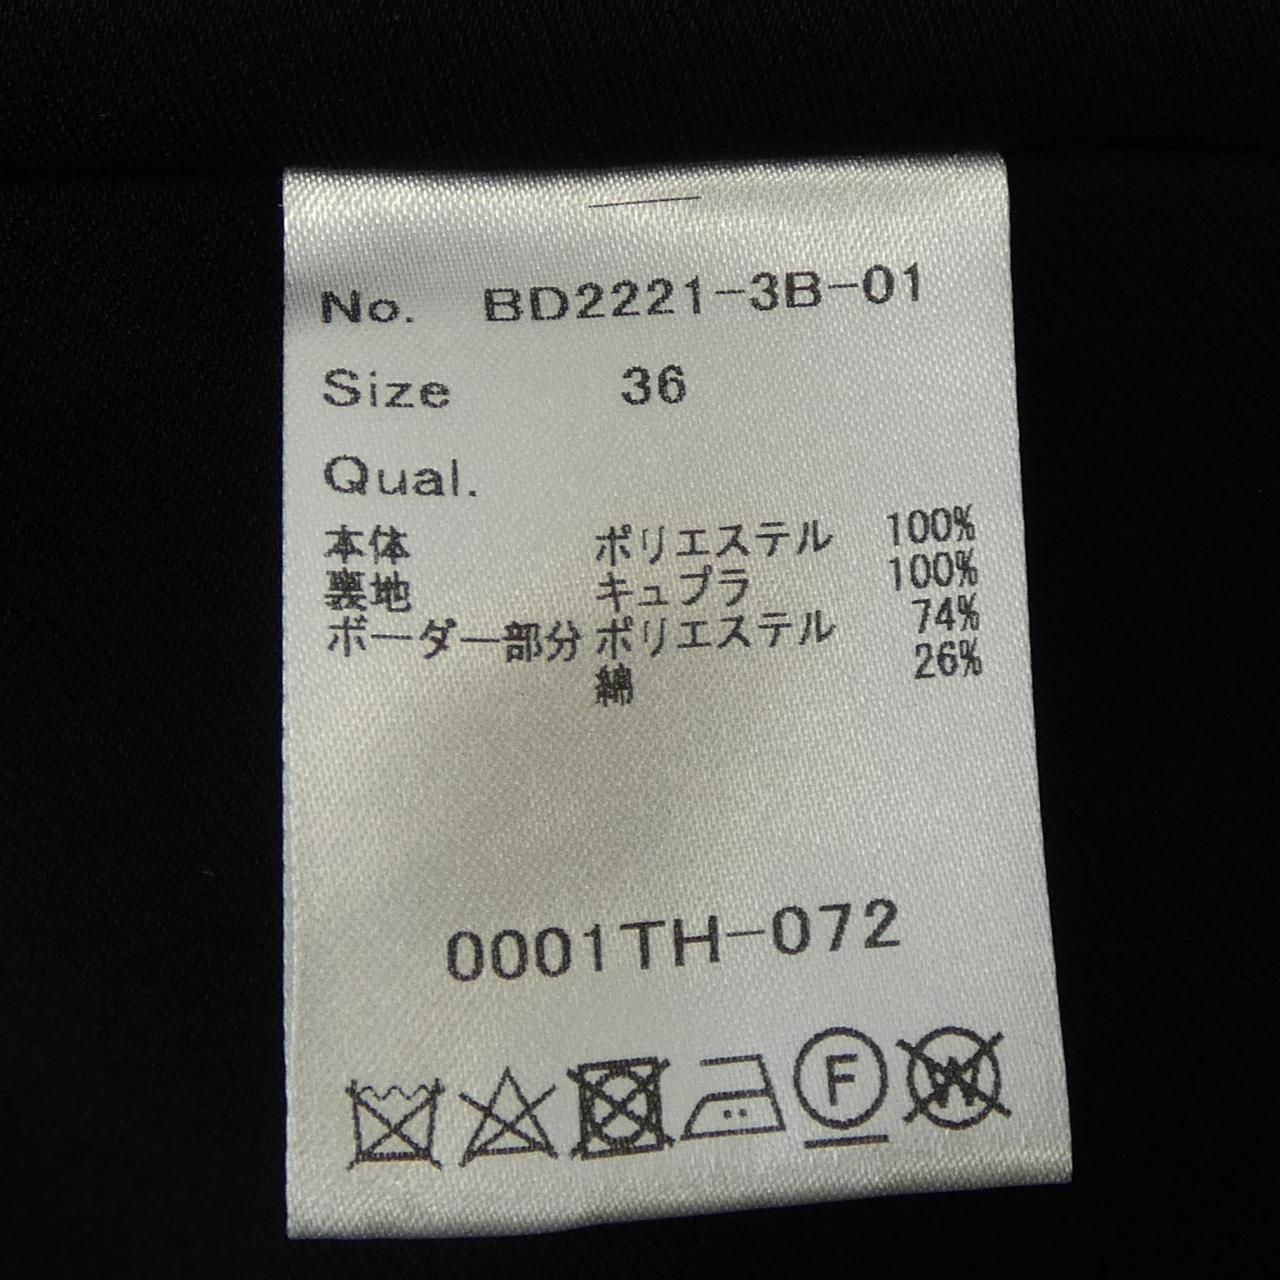 No. BD2221-3B-01
Size 36
Qual.
本体 ポリエステル 100%
裏地 キュプラ 100%
ボーダー部分 ポリエステル 74%
綿 26%
0001TH-072
F W